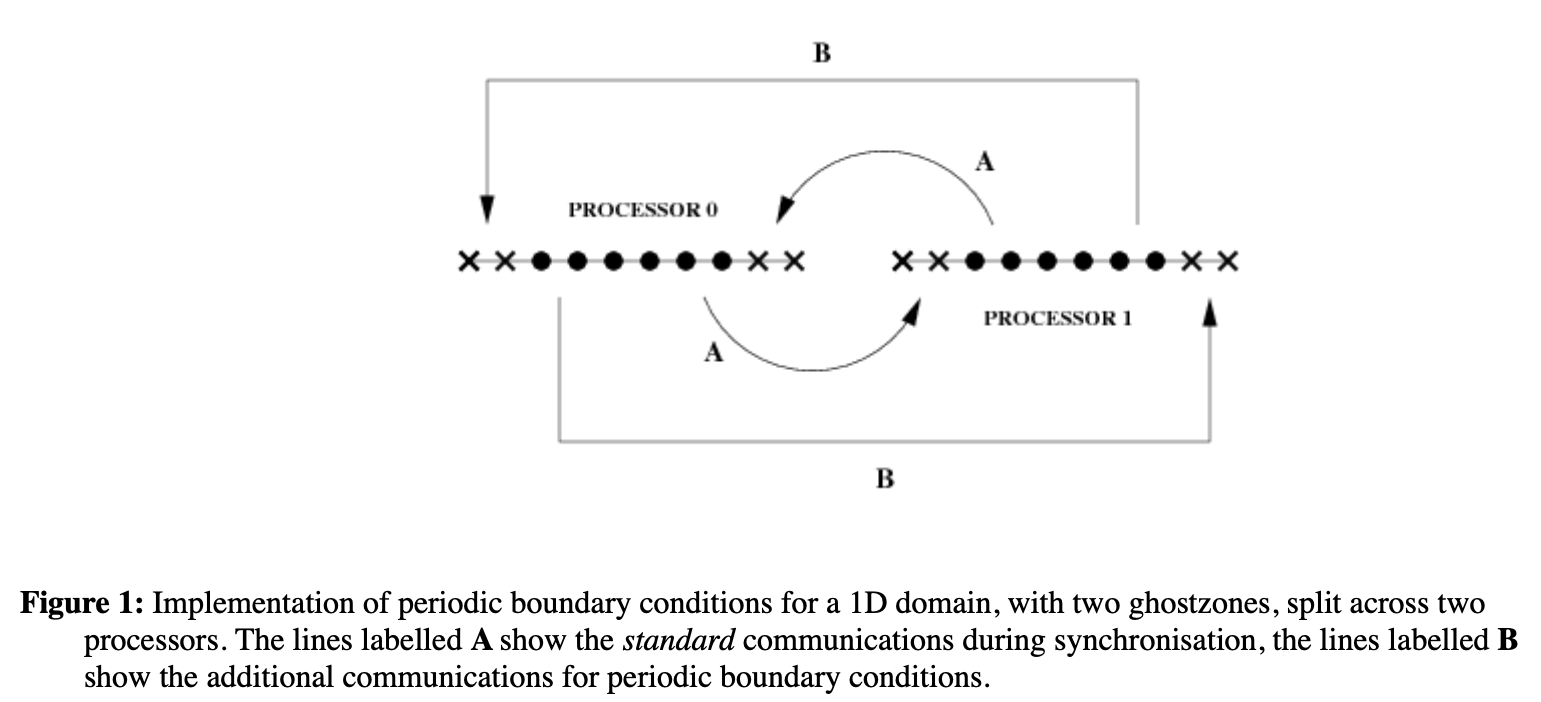 B
A
PROCESSOR 0
PROCESSOR 1
A
B
Figure 1: Implementation of periodic boundary conditions for a 1D domain, with two ghostzones, split across two
processors. The lines labelled A show the standard communications during synchronisation, the lines labelled B
show the additional communications for periodic boundary conditions.